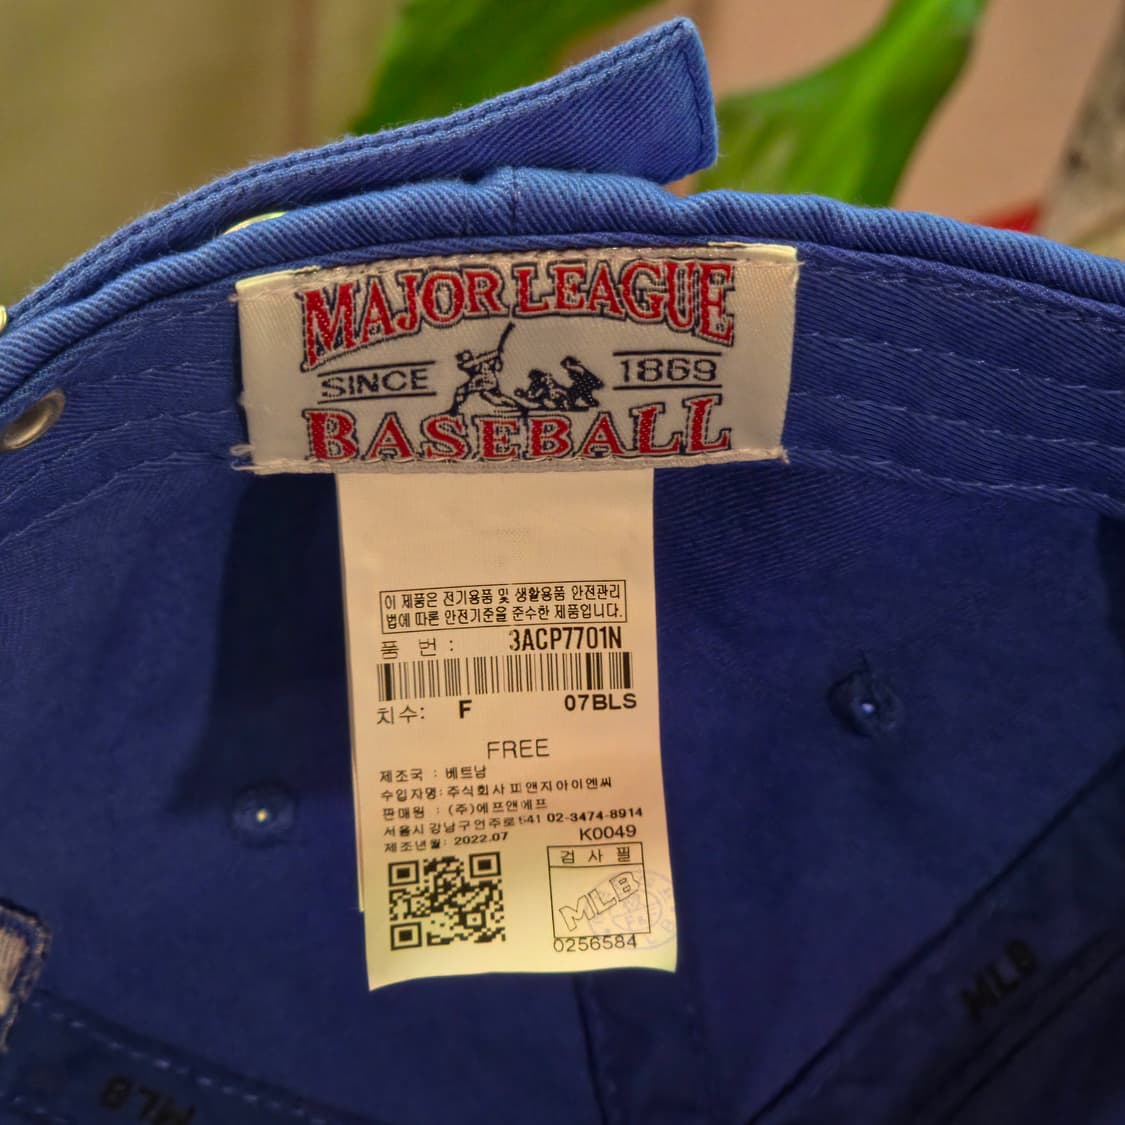 MAJOR LEAGUE
SINCE 1869
BASEBALL
이 제품은 전기용품 및 생활용품 안전관리
법에 따른 안전기준을 준수한 제품입니다.
품 번 : 3ACP7701N
치수: F 07BLS
FREE
제조국 : 베트남
수입자명: 주식회사 피앤지아이엔씨
판매원 : (주)에프앤에프
서울시 강남구 언주로 541 02-3474-8914
제조년월: 2022.07 K0049
검 사 필
MLB
0256584
MLB
MLB